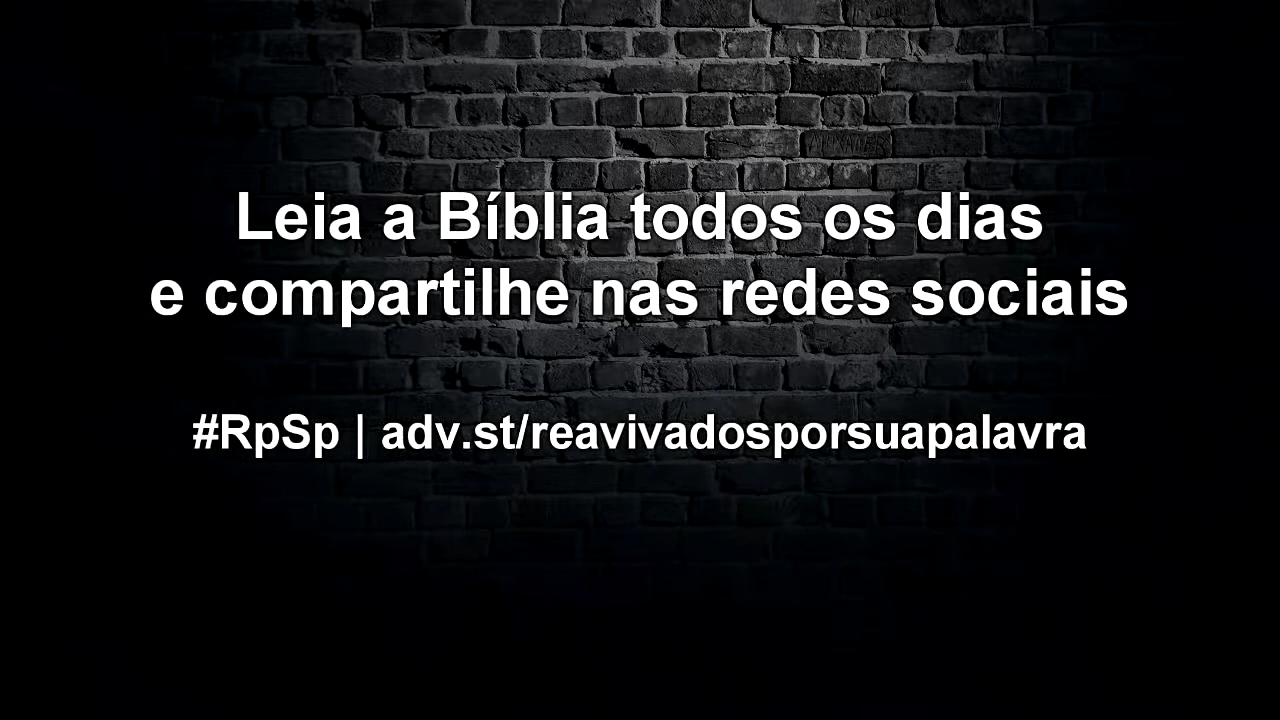 Leia a Bíblia todos os dias
e compartilhe nas redes sociais
#RpSp | adv.st/reavivadosporsuapalavra